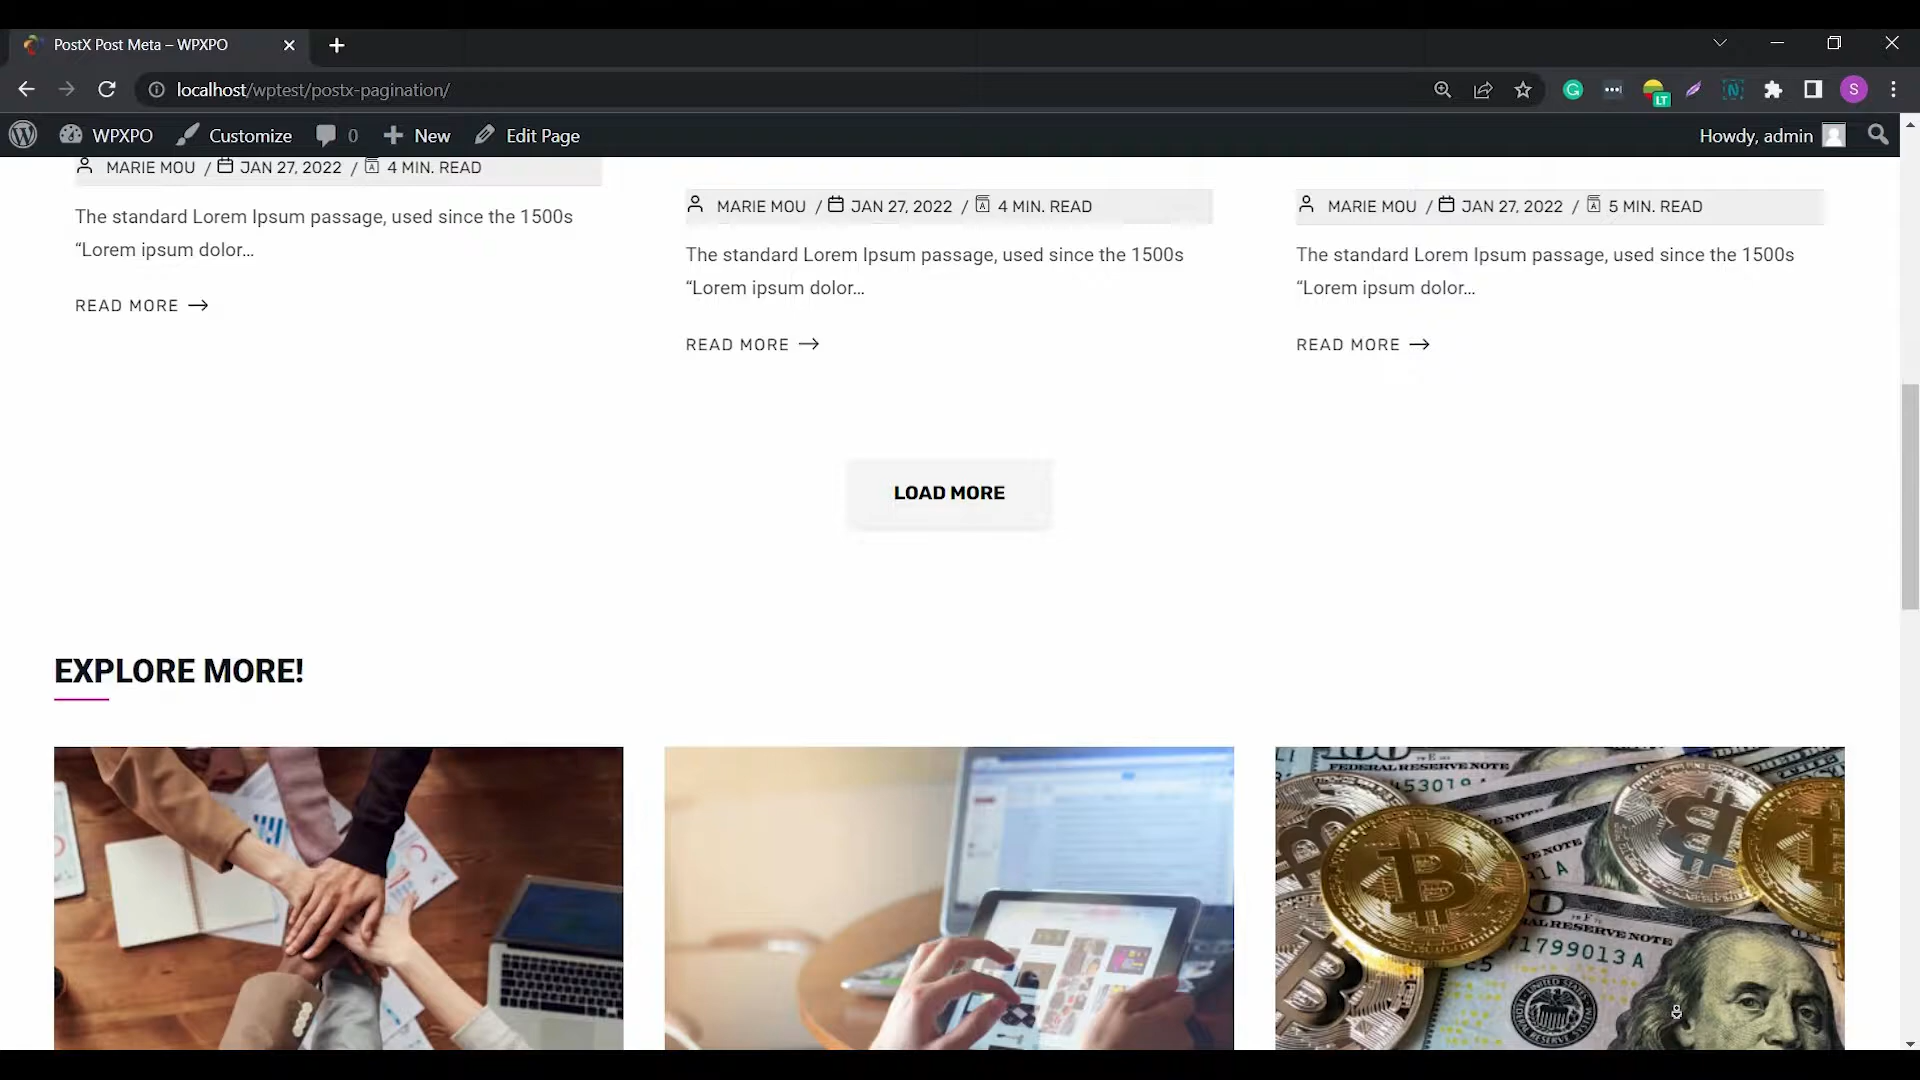 PostX Post Meta – WPXPO
localhost/wptest/postx-pagination/
LT
S
WPXPO
Customize
0
New
Edit Page
Howdy, admin
MARIE MOU / JAN 27, 2022 / 4 MIN. READ
The standard Lorem Ipsum passage, used since the 1500s
“Lorem ipsum dolor…
READ MORE
MARIE MOU / JAN 27, 2022 / 4 MIN. READ
The standard Lorem Ipsum passage, used since the 1500s
“Lorem ipsum dolor…
READ MORE
MARIE MOU / JAN 27, 2022 / 5 MIN. READ
The standard Lorem Ipsum passage, used since the 1500s
“Lorem ipsum dolor…
READ MORE
LOAD MORE
EXPLORE MORE!
FEDERAL RESERVE NOTE
71799013 A